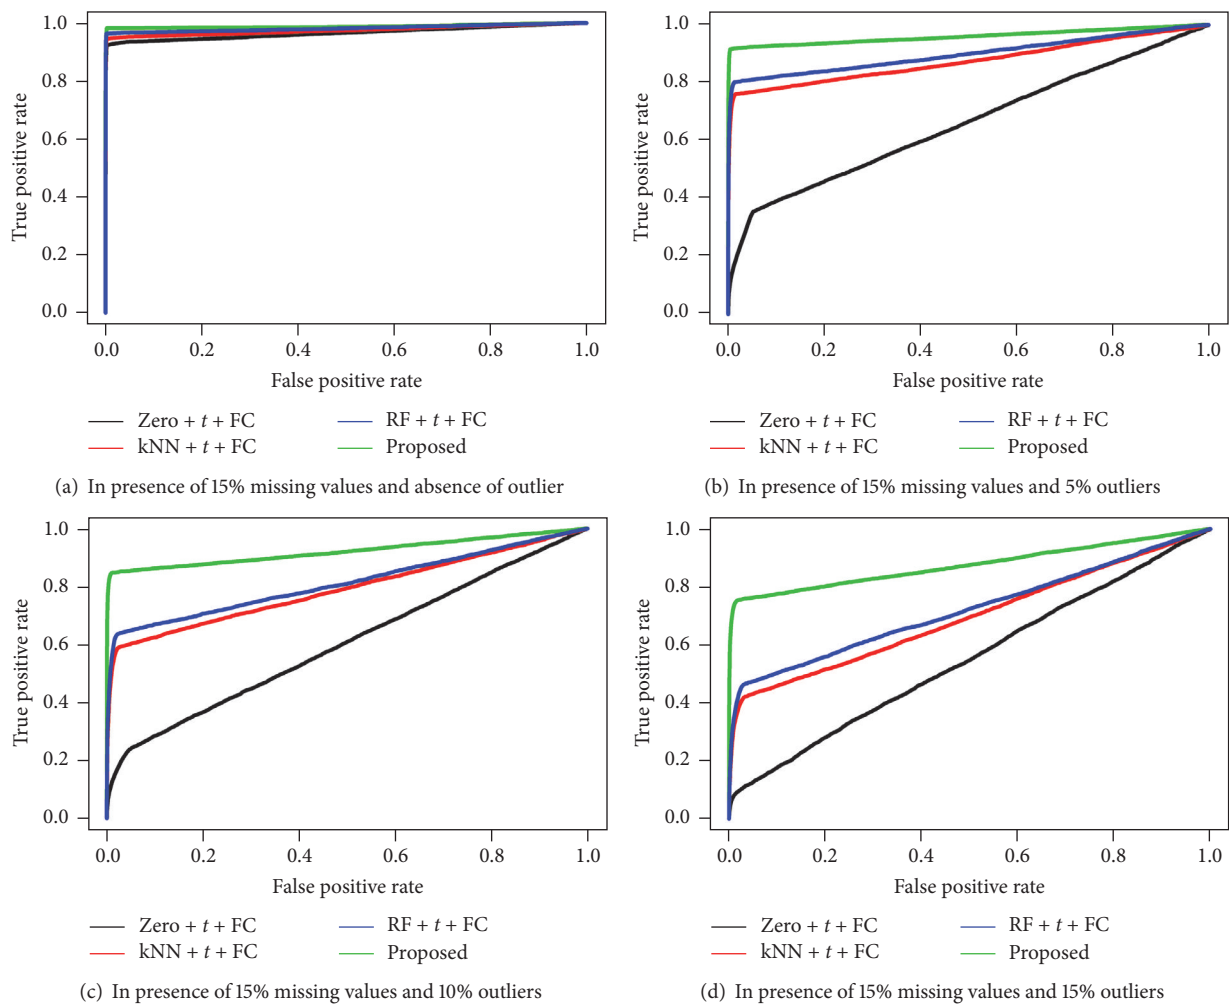 1.0
0.8
0.6
0.4
0.2
0.0
True positive rate
0.0 0.2 0.4 0.6 0.8 1.0
False positive rate
Zero + t + FC
kNN + t + FC
RF + t + FC
Proposed
(a) In presence of 15% missing values and absence of outlier
1.0
0.8
0.6
0.4
0.2
0.0
True positive rate
0.0 0.2 0.4 0.6 0.8 1.0
False positive rate
Zero + t + FC
kNN + t + FC
RF + t + FC
Proposed
(b) In presence of 15% missing values and 5% outliers
1.0
0.8
0.6
0.4
0.2
0.0
True positive rate
0.0 0.2 0.4 0.6 0.8 1.0
False positive rate
Zero + t + FC
kNN + t + FC
RF + t + FC
Proposed
(c) In presence of 15% missing values and 10% outliers
1.0
0.8
0.6
0.4
0.2
0.0
True positive rate
0.0 0.2 0.4 0.6 0.8 1.0
False positive rate
Zero + t + FC
kNN + t + FC
RF + t + FC
Proposed
(d) In presence of 15% missing values and 15% outliers